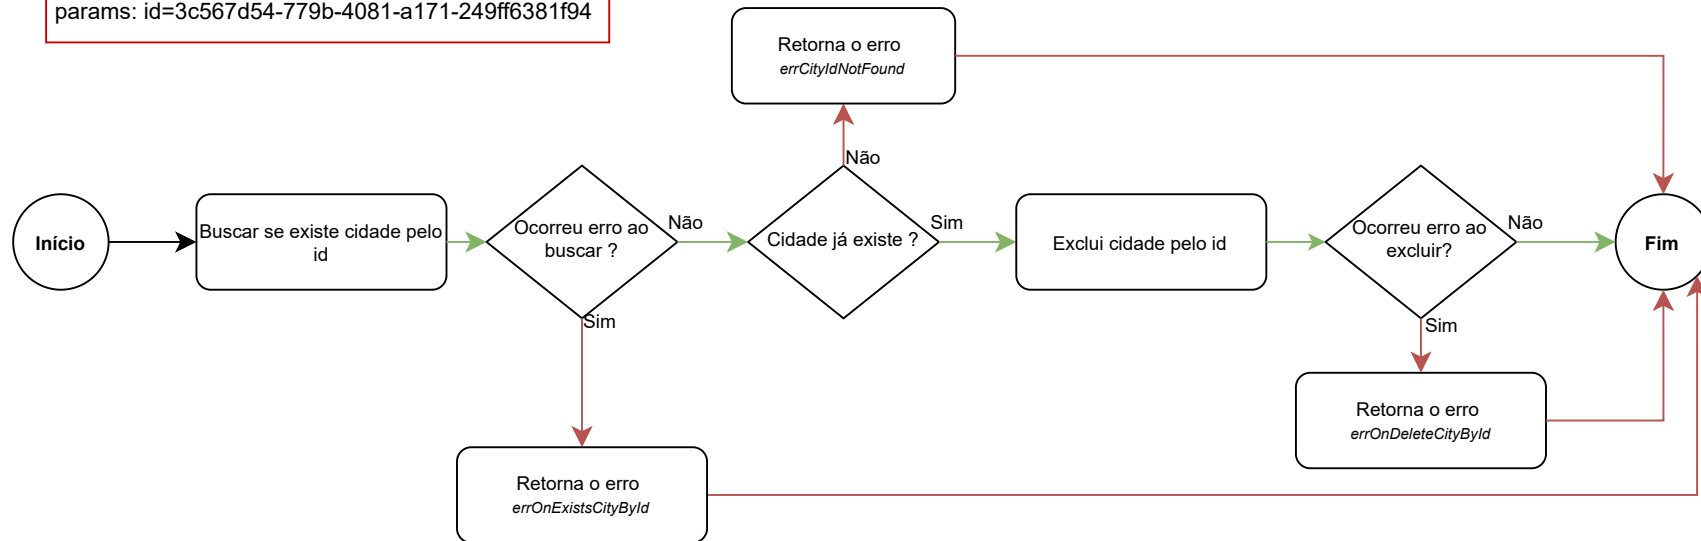 params: id=3c567d54-779b-4081-a171-249ff6381f94
Retorna o erro
errCityIdNotFound
Não
Início
Buscar se existe cidade pelo
id
Ocorreu erro ao
buscar ?
Não
Cidade já existe ?
Sim
Exclui cidade pelo id
Ocorreu erro ao
excluir?
Não
Fim
Sim
Sim
Retorna o erro
errOnDeleteCityById
Retorna o erro
errOnExistsCityById